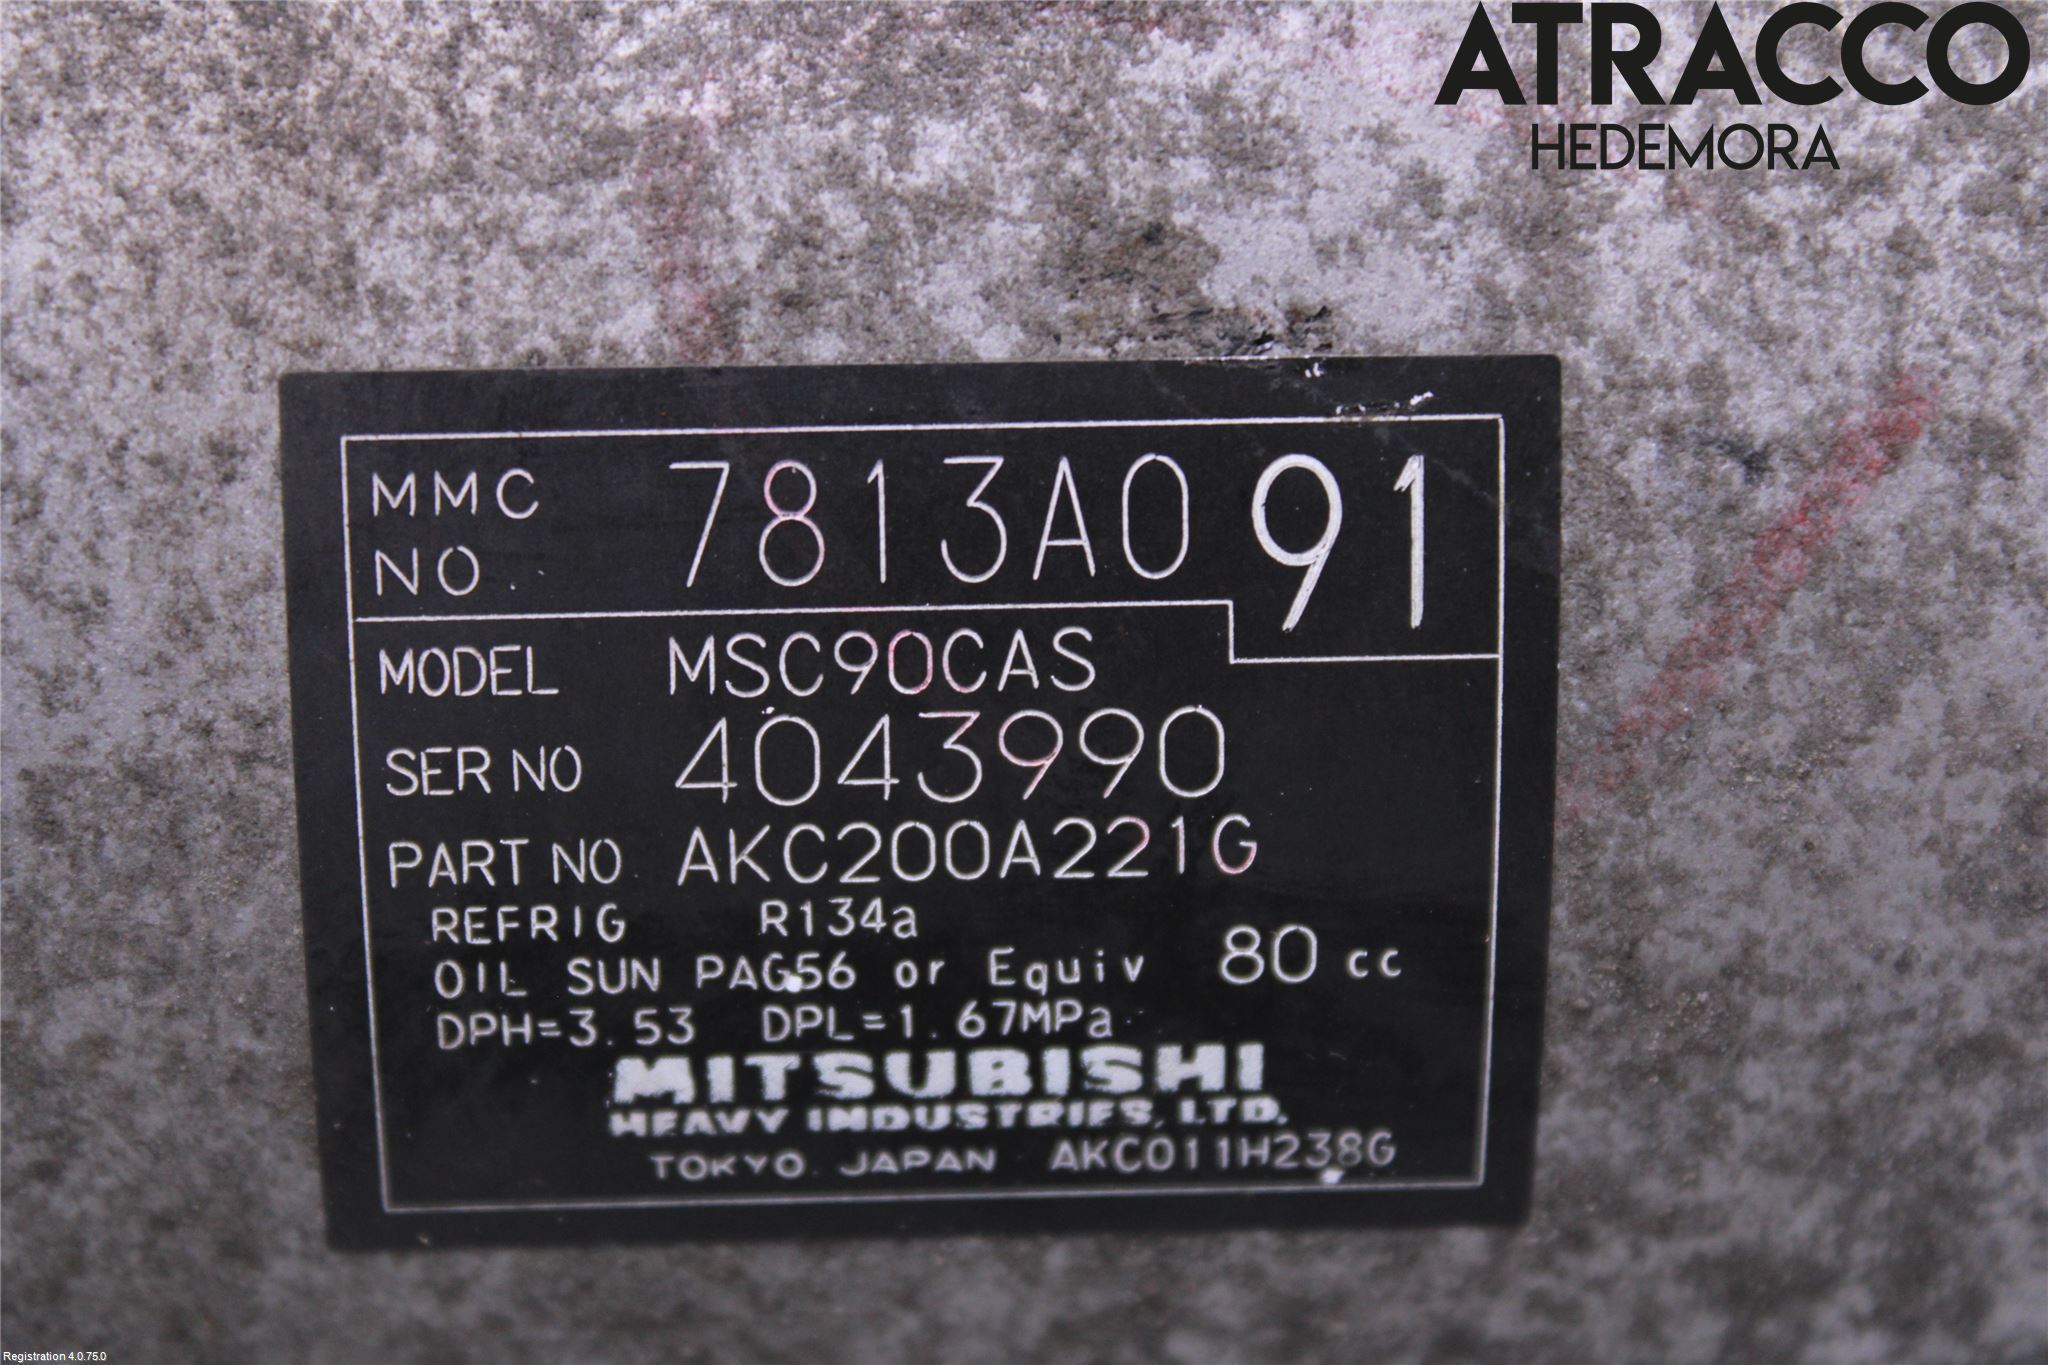 ATRACCO
HEDEMORA
MMC NO. 7813A091
MODEL MSC90CAS
SER NO 4043990
PART NO AKC200A221G
REFRIG R134a
OIL SUN PAG56 or Equiv 80 cc
DPH=3.53 DPL=1.67MPa
MITSUBISHI
HEAVY INDUSTRIES, LTD.
TOKYO JAPAN AKC011H238G
Registration 4.0.75.0